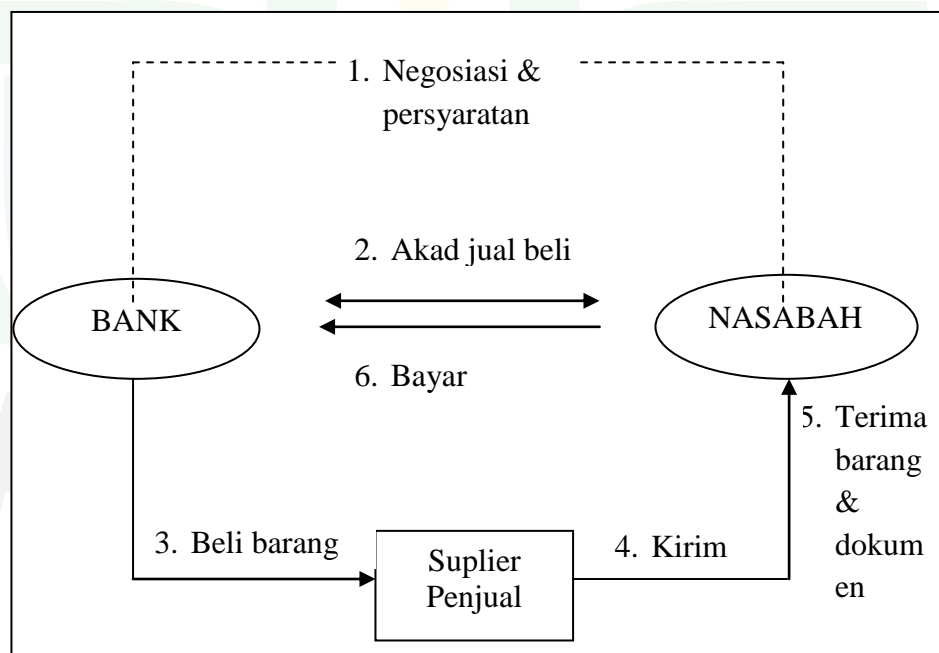 1. Negosiasi &
persyaratan
2. Akad jual beli
BANK
NASABAH
6. Bayar
5. Terima
barang
&
dokum
en
3. Beli barang
Suplier
Penjual
4. Kirim